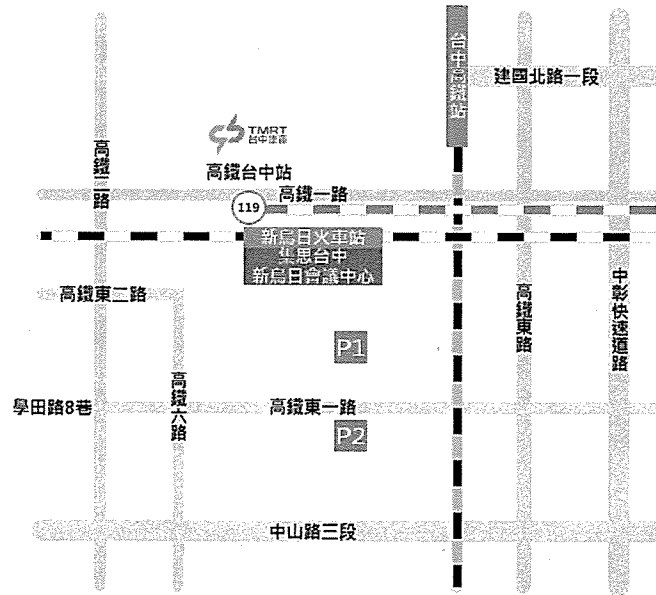 台中高鐵站
建國北路一段
TMRT
台中捷運
高鐵二路
高鐵台中站
高鐵一路
119
新烏日火車站
集思台中
新烏日會議中心
高鐵東二路
高鐵東路
中彰快速道路
P1
高鐵六路
學田路8巷
高鐵東一路
P2
中山路三段